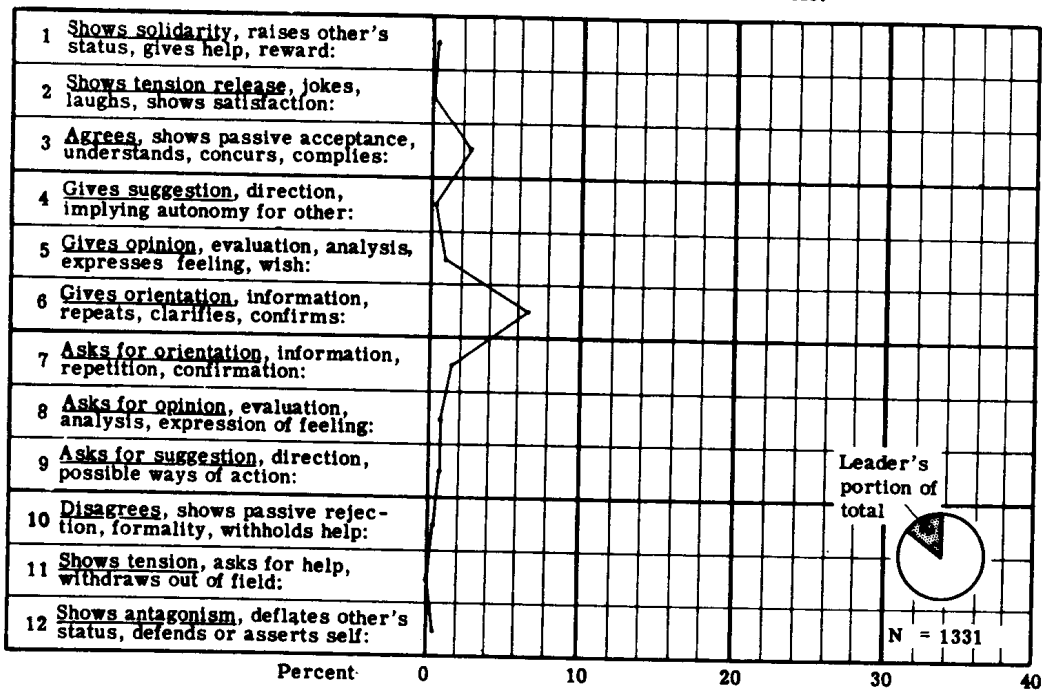 1 Shows solidarity, raises other's
status, gives help, reward:
2 Shows tension release, jokes,
laughs, shows satisfaction:
3 Agrees, shows passive acceptance,
understands, concurs, complies:
4 Gives suggestion, direction,
implying autonomy for other:
5 Gives opinion, evaluation, analysis,
expresses feeling, wish:
6 Gives orientation, information,
repeats, clarifies, confirms:
7 Asks for orientation, information,
repetition, confirmation:
8 Asks for opinion, evaluation,
analysis, expression of feeling:
9 Asks for suggestion, direction,
possible ways of action:
10 Disagrees, shows passive rejec-
tion, formality, withholds help:
11 Shows tension, asks for help,
withdraws out of field:
12 Shows antagonism, deflates other's
status, defends or asserts self:
Leader's
portion of
total
N = 1331
Percent 0 10 20 30 40